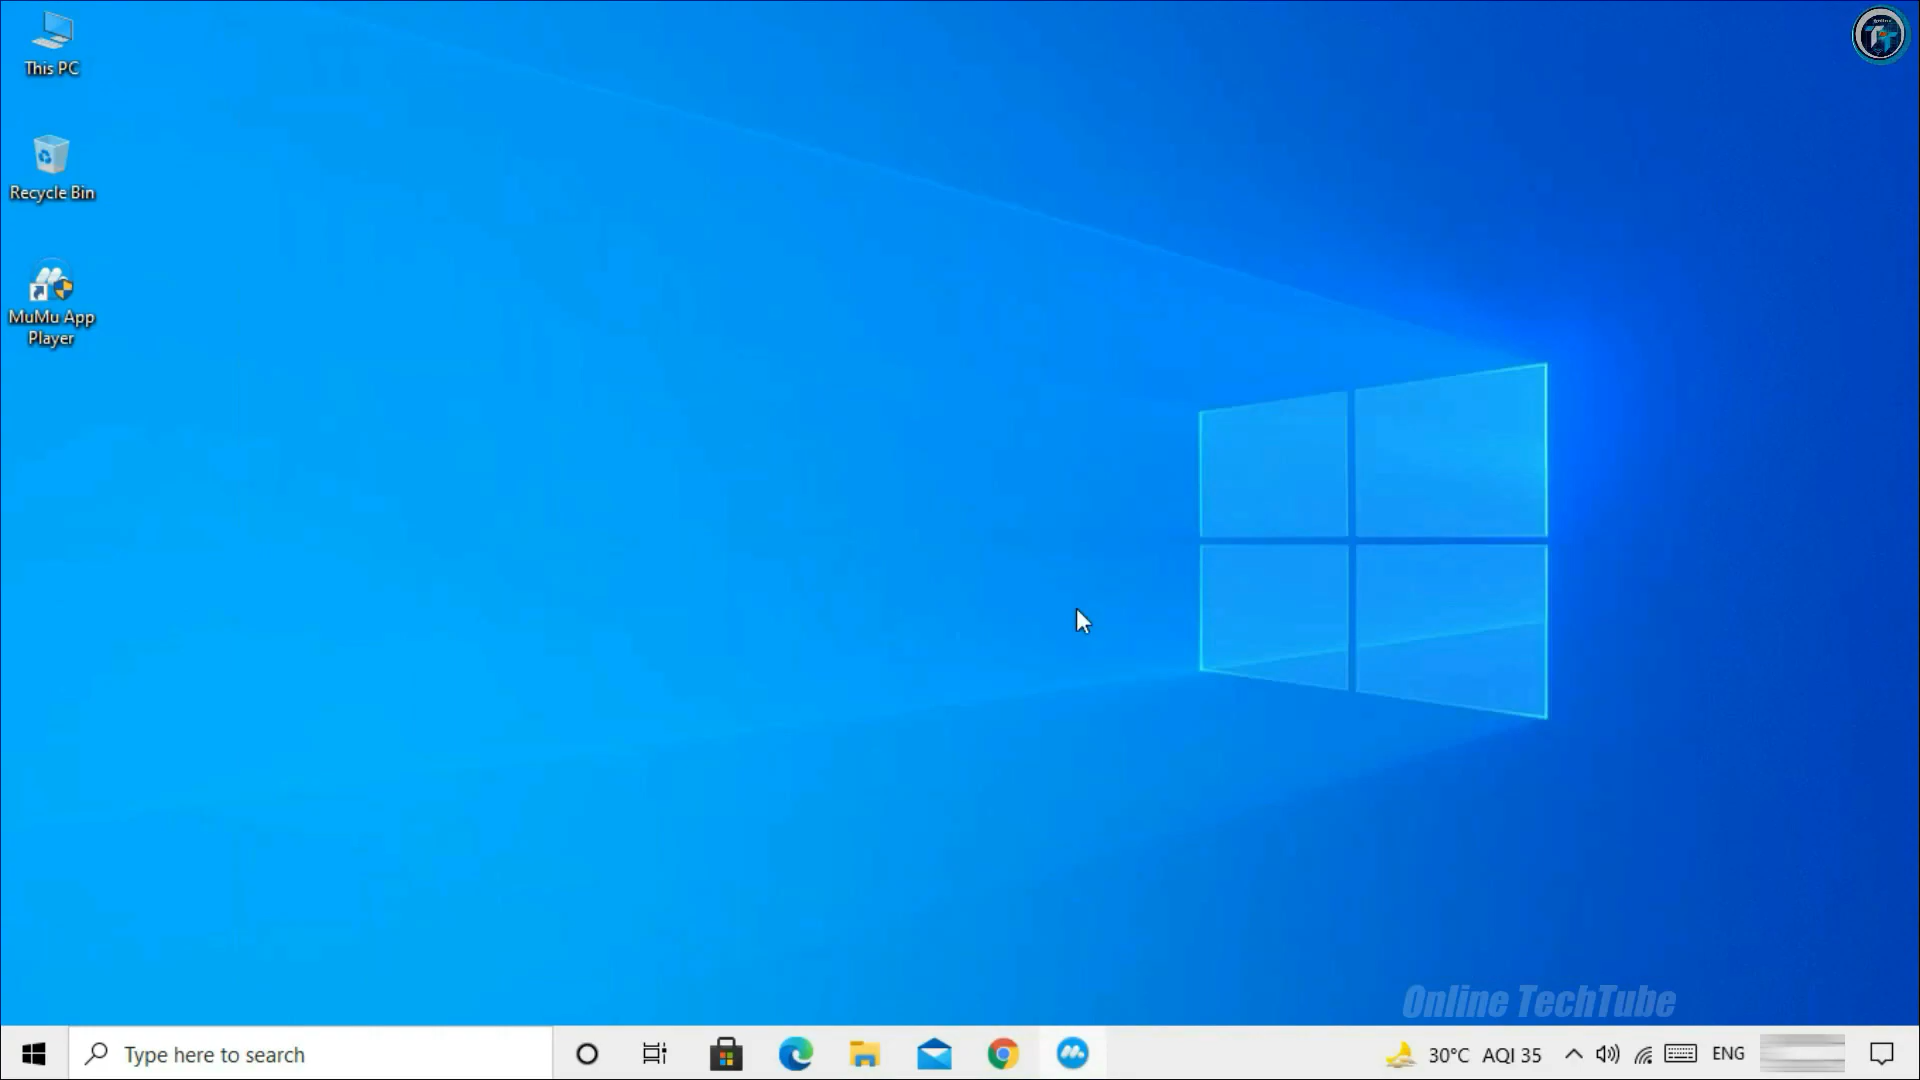 This PC
Recycle Bin
MuMu App
Player
Online TechTube
Type here to search
30°C AQI 35
ENG